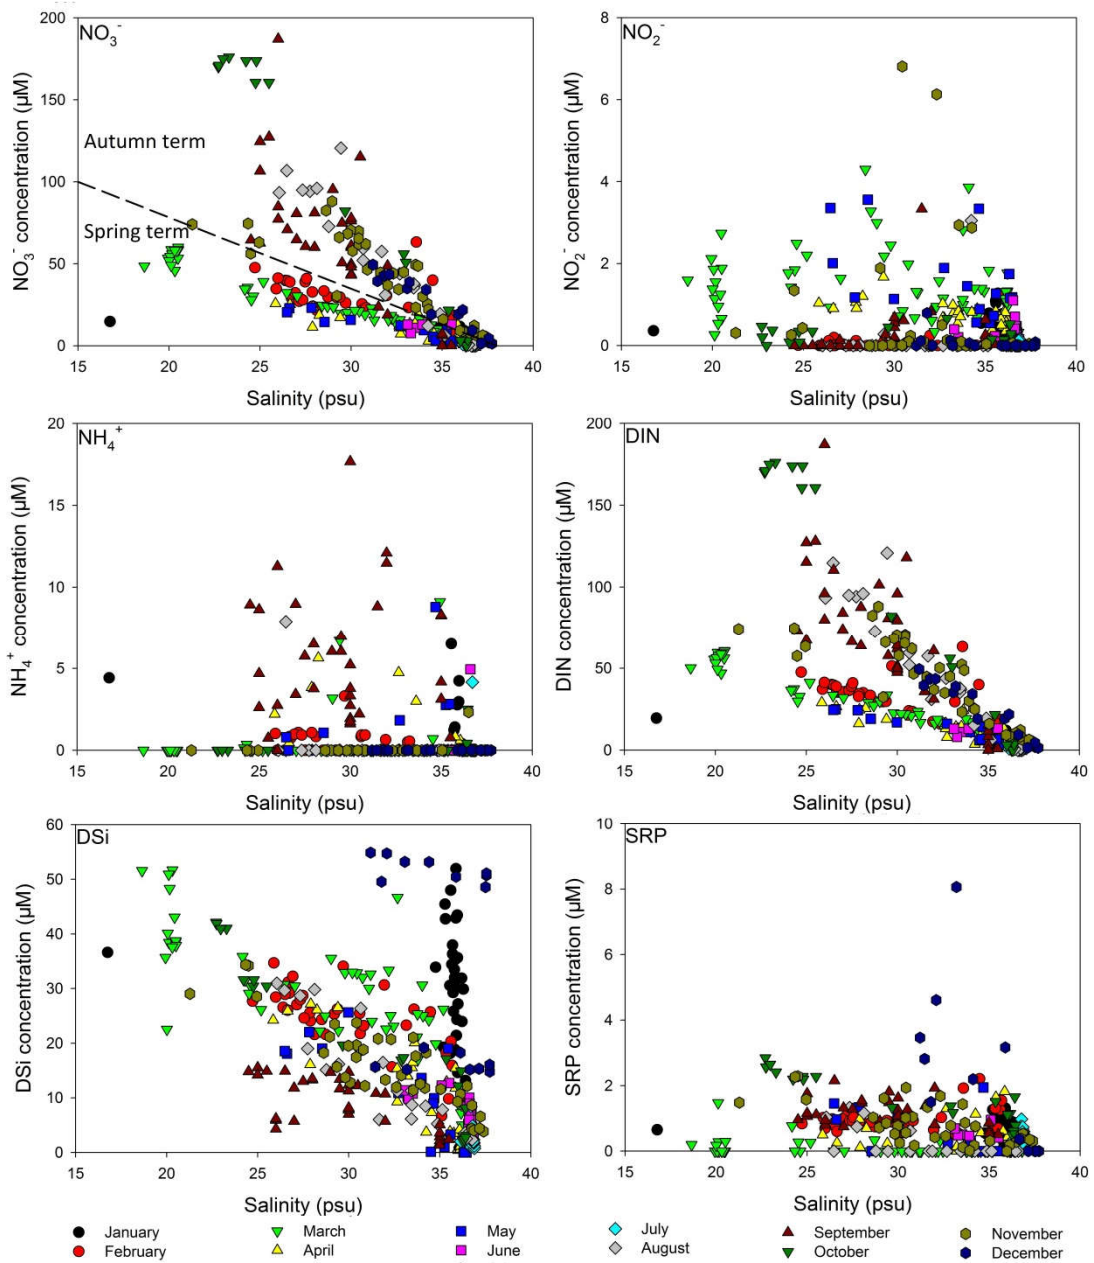 NO3-
NO3- concentration (µM)
200
150
100
50
0
Autumn term
Spring term
15 20 25 30 35 40
Salinity (psu)
NO2-
NO2- concentration (µM)
8
6
4
2
0
15 20 25 30 35 40
Salinity (psu)
NH4+
NH4+ concentration (µM)
20
15
10
5
0
15 20 25 30 35 40
Salinity (psu)
DIN
DIN concentration (µM)
200
150
100
50
0
15 20 25 30 35 40
Salinity (psu)
DSi
DSi concentration (µM)
60
50
40
30
20
10
0
15 20 25 30 35 40
Salinity (psu)
SRP
SRP concentration (µM)
10
8
6
4
2
0
15 20 25 30 35 40
Salinity (psu)
January March May July September November
February April June August October December